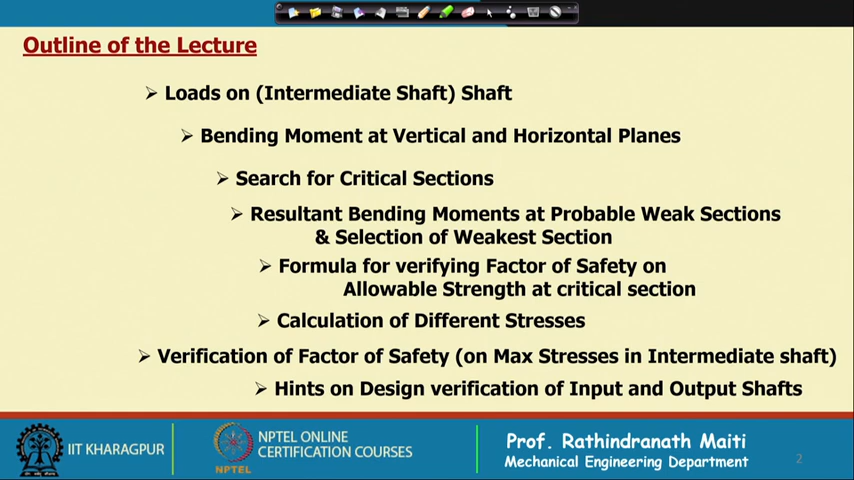 Outline of the Lecture
➢ Loads on (Intermediate Shaft) Shaft
➢ Bending Moment at Vertical and Horizontal Planes
➢ Search for Critical Sections
➢ Resultant Bending Moments at Probable Weak Sections
& Selection of Weakest Section
➢ Formula for verifying Factor of Safety on
Allowable Strength at critical section
➢ Calculation of Different Stresses
➢ Verification of Factor of Safety (on Max Stresses in Intermediate shaft)
➢ Hints on Design verification of Input and Output Shafts
IIT KHARAGPUR
NPTEL
NPTEL ONLINE
CERTIFICATION COURSES
Prof. Rathindranath Maiti
Mechanical Engineering Department
2